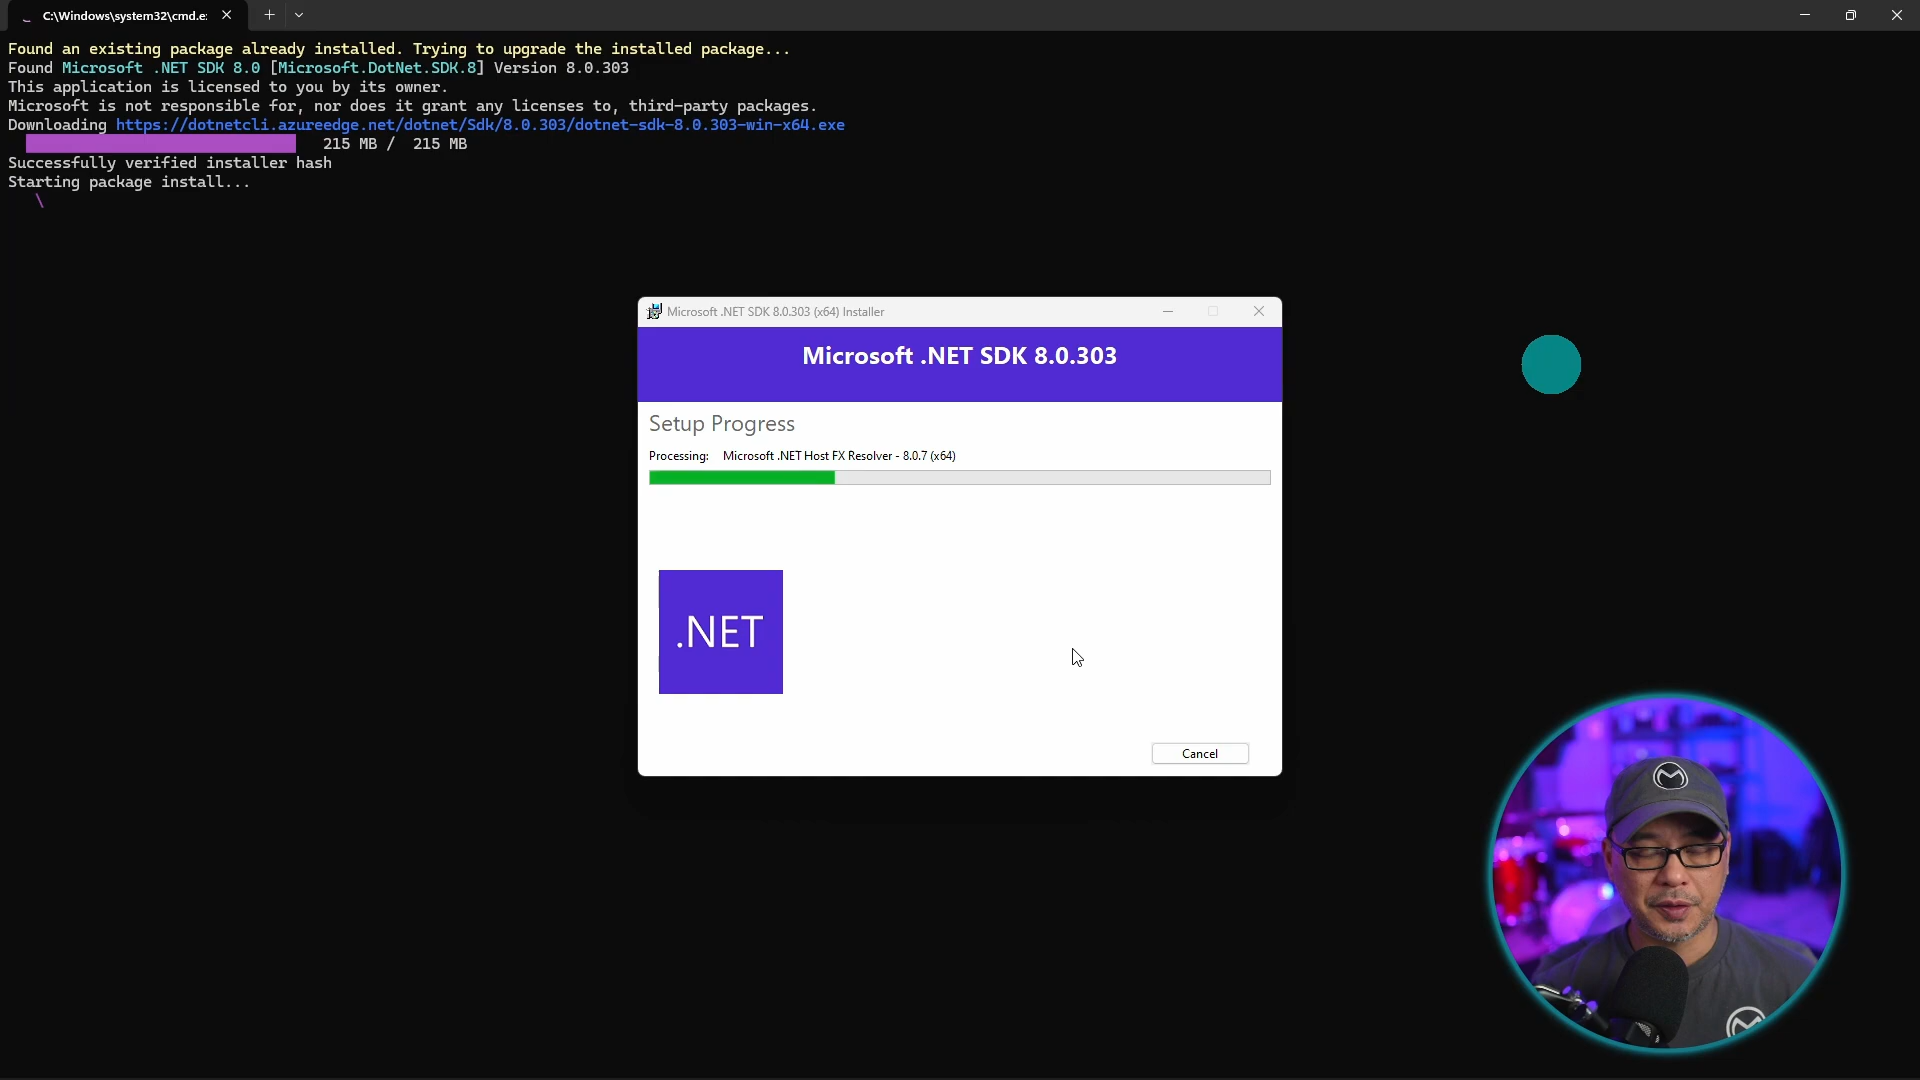 C:\Windows\system32\cmd.e:
Found an existing package already installed. Trying to upgrade the installed package...
Found Microsoft .NET SDK 8.0 [Microsoft.DotNet.SDK.8] Version 8.0.303
This application is licensed to you by its owner.
Microsoft is not responsible for, nor does it grant any licenses to, third-party packages.
Downloading https://dotnetcli.azureedge.net/dotnet/Sdk/8.0.303/dotnet-sdk-8.0.303-win-x64.exe
215 MB / 215 MB
Successfully verified installer hash
Starting package install...
\
Microsoft .NET SDK 8.0.303 (x64) Installer
Microsoft .NET SDK 8.0.303
Setup Progress
Processing: Microsoft .NET Host FX Resolver - 8.0.7 (x64)
.NET
Cancel